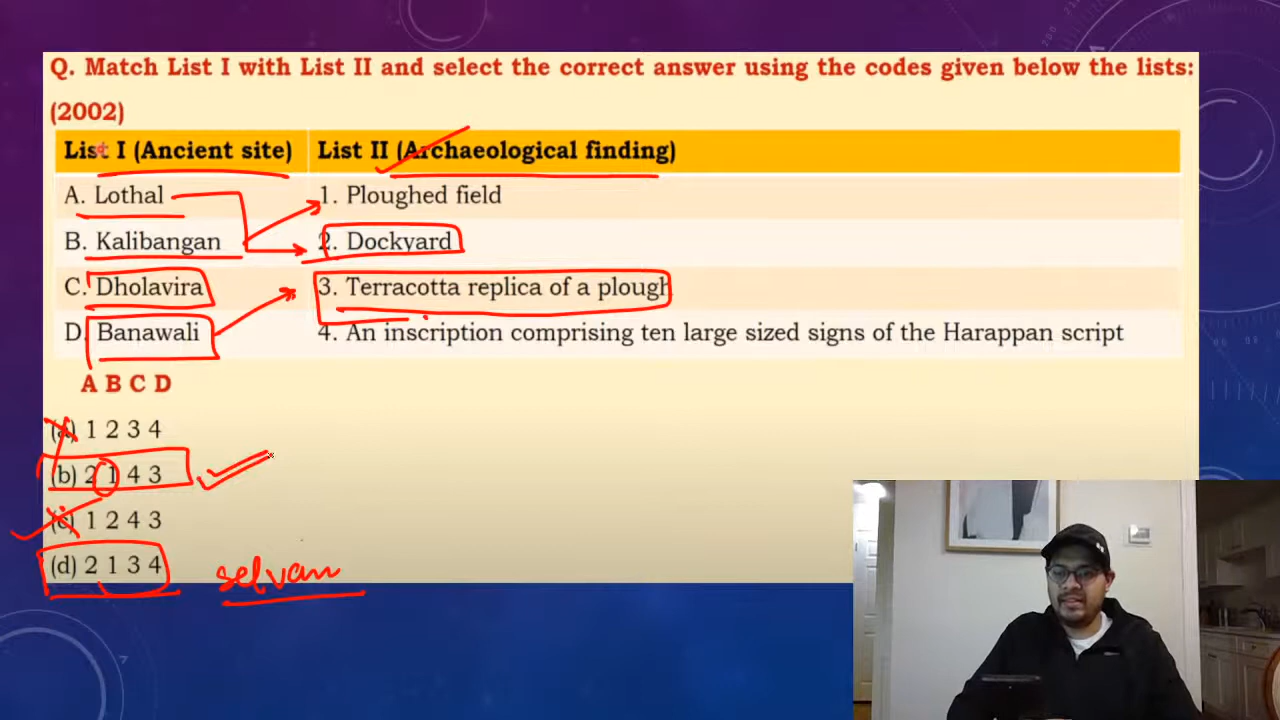 Q. Match List I with List II and select the correct answer using the codes given below the lists:
(2002)
List I (Ancient site) List II (Archaeological finding)
A. Lothal 1. Ploughed field
B. Kalibangan 2. Dockyard
C. Dholavira 3. Terracotta replica of a plough
D. Banawali 4. An inscription comprising ten large sized signs of the Harappan script
A B C D
(a) 1 2 3 4
(b) 2 1 4 3
(c) 1 2 4 3
(d) 2 1 3 4
selvan